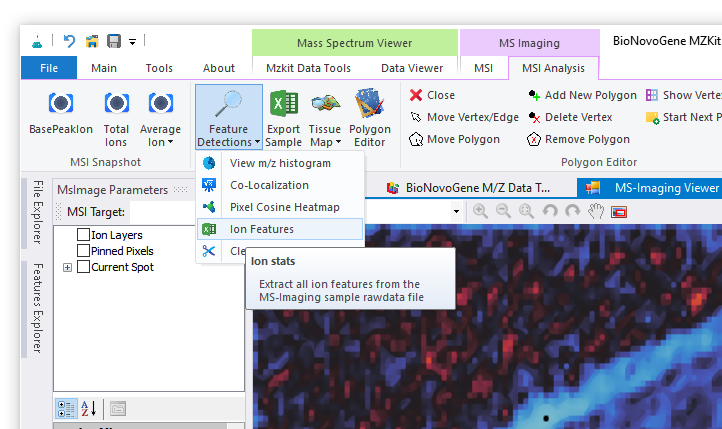 Mass Spectrum Viewer
MS Imaging
BioNovoGene MZKit
File
Main
Tools
About
Mzkit Data Tools
Data Viewer
MSI
MSI Analysis
BasePeakIon
Total
Ions
Average
Ion
MSI Snapshot
Feature
Detections
Export
Sample
Tissue
Map
Polygon
Editor
Close
Move Vertex/Edge
Move Polygon
Add New Polygon
Delete Vertex
Remove Polygon
Show Vertex
Start Next P
Polygon Editor
View m/z histogram
Co-Localization
Pixel Cosine Heatmap
Ion Features
Cle
Ion stats
Extract all ion features from the
MS-Imaging sample rawdata file
File Explorer
Features Explorer
MsImage Parameters
MSI Target:
Ion Layers
Pinned Pixels
Current Spot
BioNovoGene M/Z Data T...
MS-Imaging Viewer